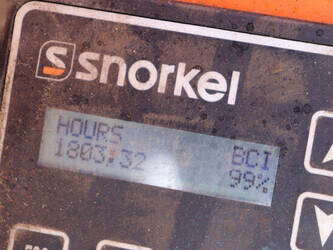 snorkel
HOURS BCI
1803:32 99%